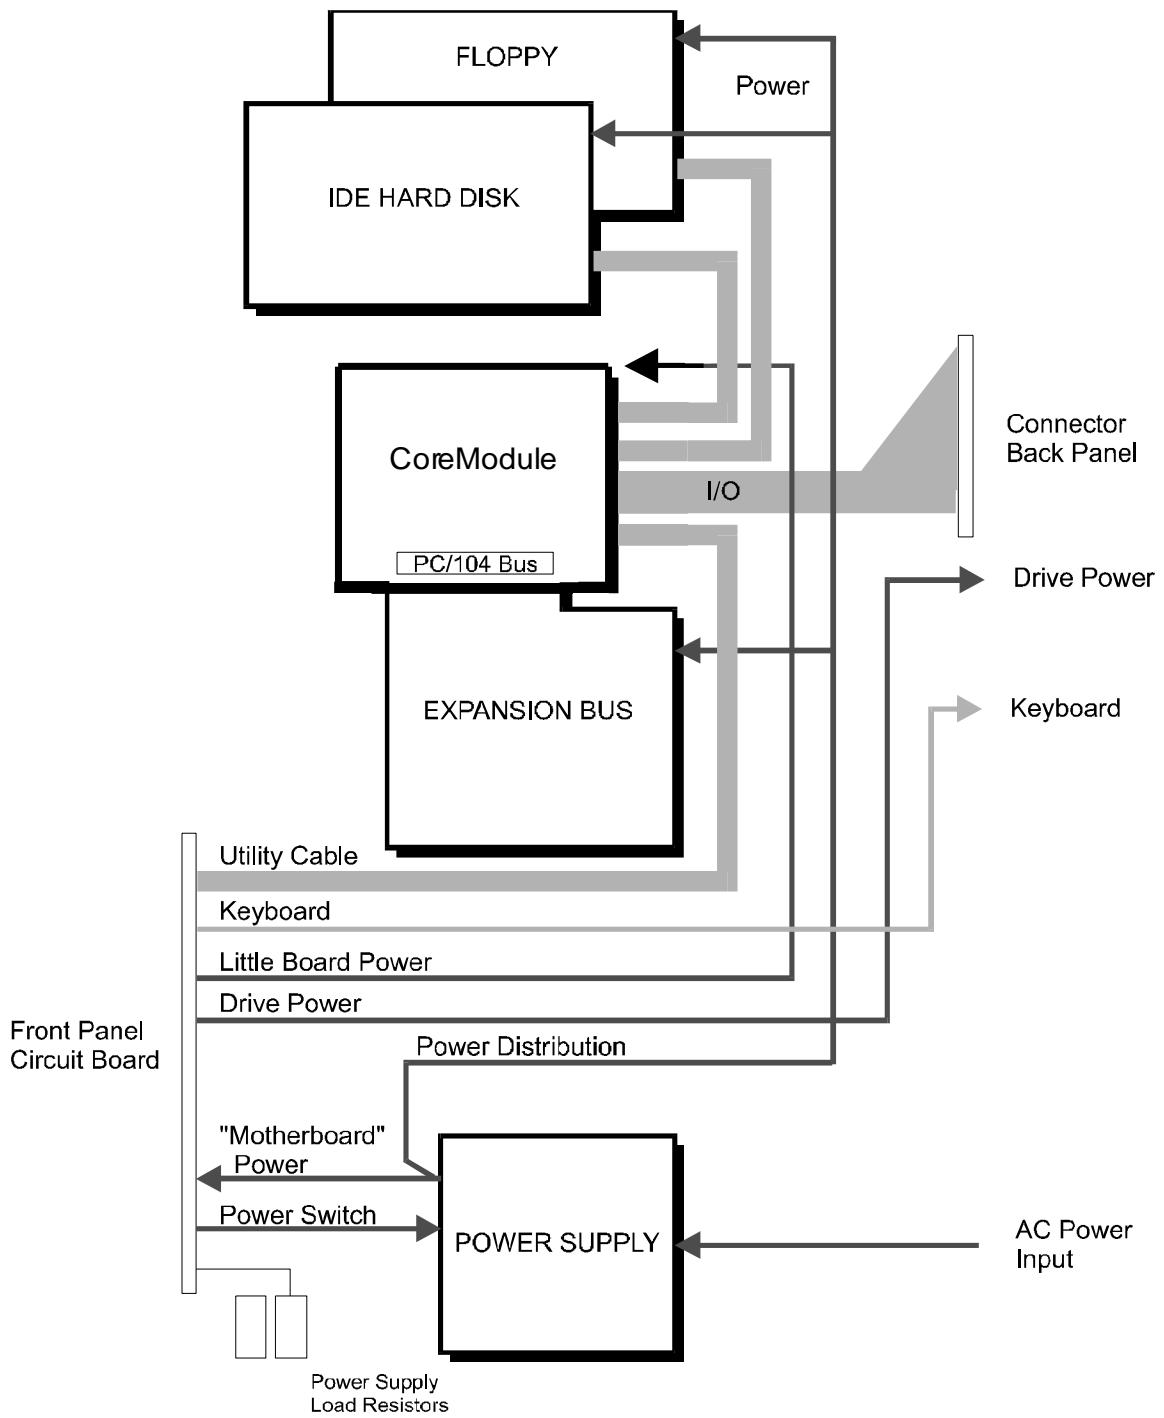 FLOPPY
Power
IDE HARD DISK
Connector
Back Panel
CoreModule
I/O
PC/104 Bus
Drive Power
EXPANSION BUS
Keyboard
Utility Cable
Keyboard
Little Board Power
Drive Power
Front Panel
Circuit Board
Power Distribution
"Motherboard"
Power
Power Switch
POWER SUPPLY
AC Power
Input
Power Supply
Load Resistors